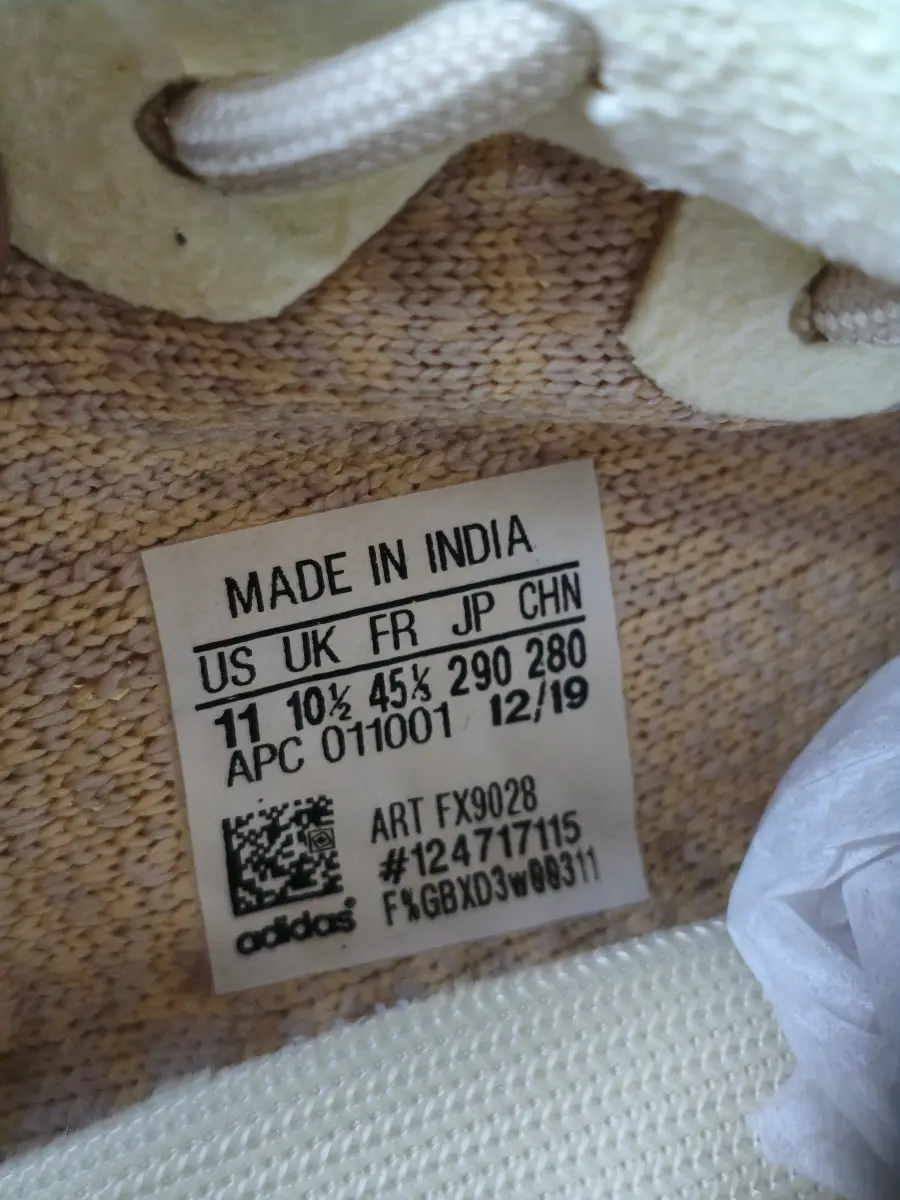 MADE IN INDIA
US UK FR JP CHN
11 10½ 45⅓ 290 280
APC 011001 12/19
ART FX9028
#124717115
F%GBXD3w00311
adidas®